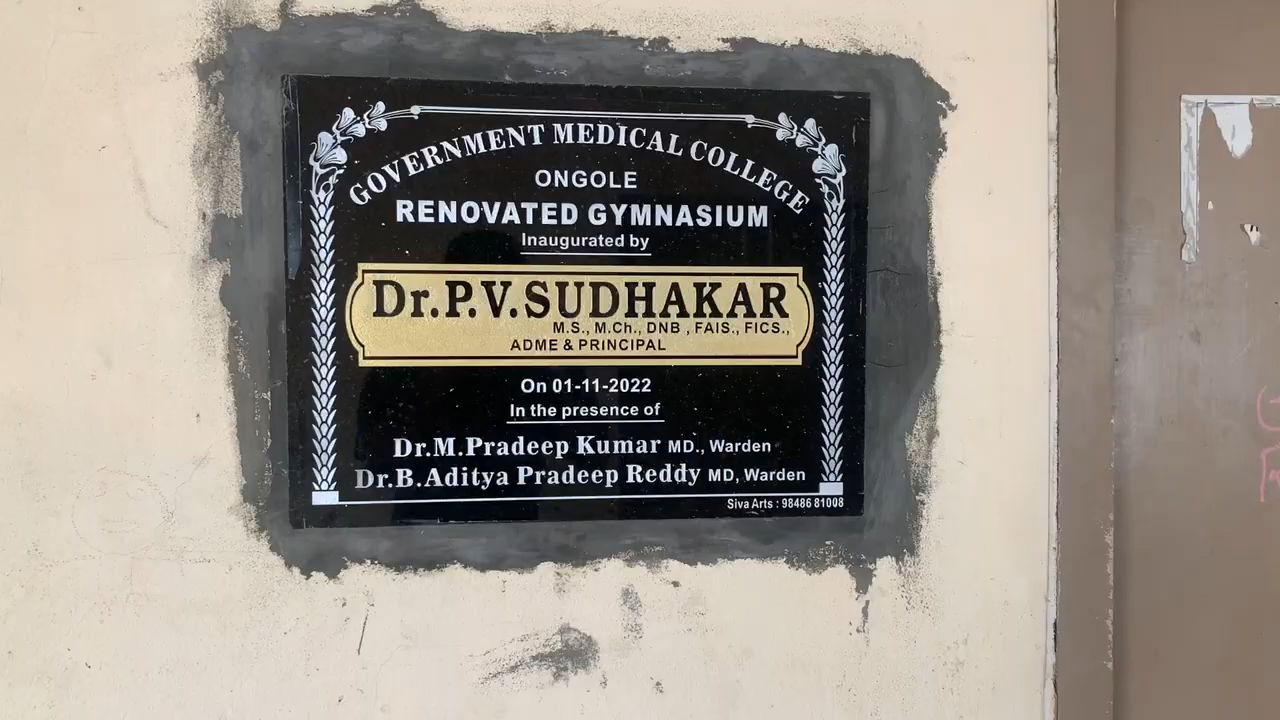 GOVERNMENT MEDICAL COLLEGE
ONGOLE
RENOVATED GYMNASIUM
Inaugurated by
Dr.P.V.SUDHAKAR
M.S., M.Ch., DNB , FAIS., FICS.,
ADME & PRINCIPAL
On 01-11-2022
In the presence of
Dr.M.Pradeep Kumar MD., Warden
Dr.B.Aditya Pradeep Reddy MD, Warden
Siva Arts : 98486 81008